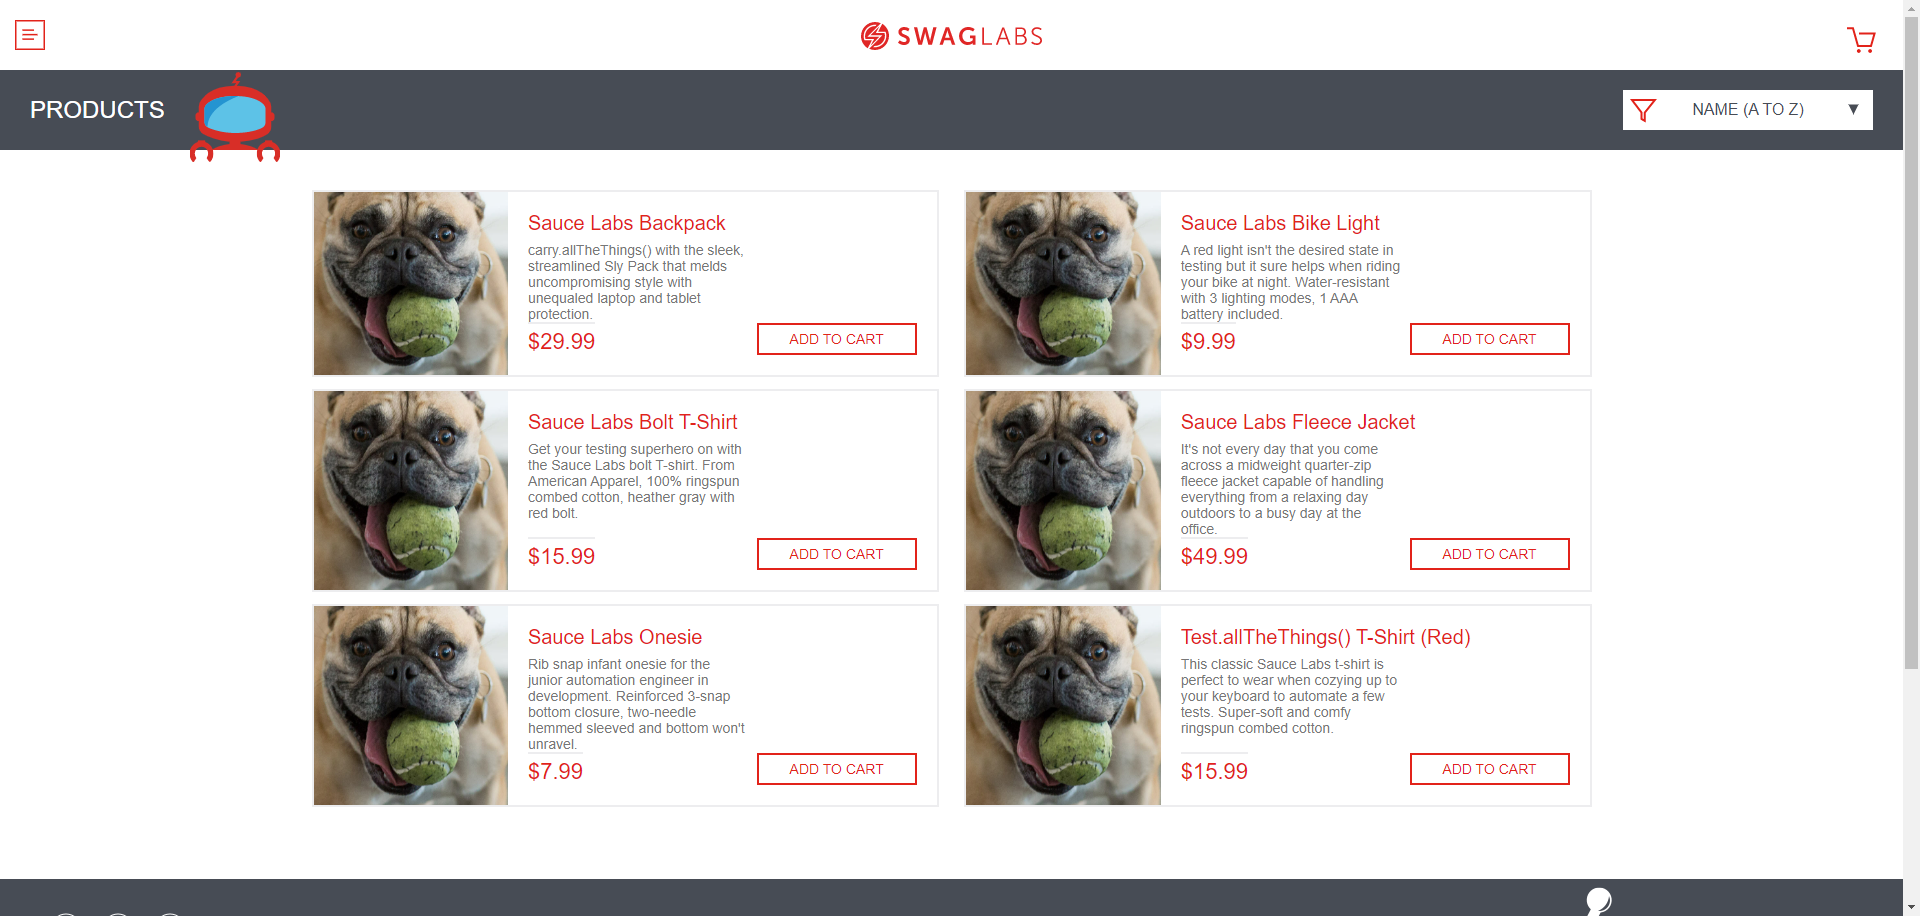 SWAGLABS
PRODUCTS
NAME (A TO Z)
Sauce Labs Backpack
carry.allTheThings() with the sleek,
streamlined Sly Pack that melds
uncompromising style with
unequaled laptop and tablet
protection.
$29.99
ADD TO CART
Sauce Labs Bike Light
A red light isn't the desired state in
testing but it sure helps when riding
your bike at night. Water-resistant
with 3 lighting modes, 1 AAA
battery included.
$9.99
ADD TO CART
Sauce Labs Bolt T-Shirt
Get your testing superhero on with
the Sauce Labs bolt T-shirt. From
American Apparel, 100% ringspun
combed cotton, heather gray with
red bolt.
$15.99
ADD TO CART
Sauce Labs Fleece Jacket
It's not every day that you come
across a midweight quarter-zip
fleece jacket capable of handling
everything from a relaxing day
outdoors to a busy day at the
office.
$49.99
ADD TO CART
Sauce Labs Onesie
Rib snap infant onesie for the
junior automation engineer in
development. Reinforced 3-snap
bottom closure, two-needle
hemmed sleeved and bottom won't
unravel.
$7.99
ADD TO CART
Test.allTheThings() T-Shirt (Red)
This classic Sauce Labs t-shirt is
perfect to wear when cozying up to
your keyboard to automate a few
tests. Super-soft and comfy
ringspun combed cotton.
$15.99
ADD TO CART